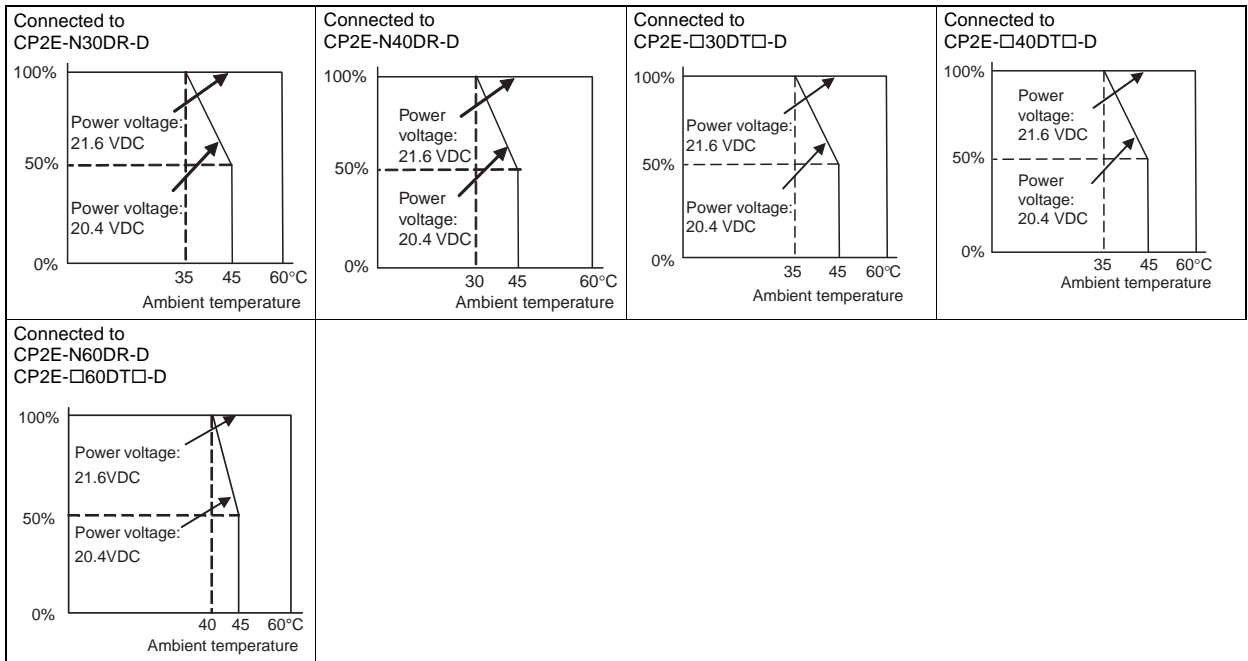 Connected to
CP2E-N30DR-D
100%
Power voltage:
21.6 VDC
50%
Power voltage:
20.4 VDC
0%
35 45 60°C
Ambient temperature
Connected to
CP2E-N40DR-D
100%
Power
voltage:
21.6 VDC
50%
Power
voltage:
20.4 VDC
0%
30 45 60°C
Ambient temperature
Connected to
CP2E-□30DT□-D
100%
Power voltage:
21.6 VDC
50%
Power voltage:
20.4 VDC
0%
35 45 60°C
Ambient temperature
Connected to
CP2E-□40DT□-D
100%
Power
voltage:
21.6 VDC
50%
Power
voltage:
20.4 VDC
0%
35 45 60°C
Ambient temperature
Connected to
CP2E-N60DR-D
CP2E-□60DT□-D
100%
Power voltage:
21.6VDC
50%
Power voltage:
20.4VDC
0%
40 45 60°C
Ambient temperature